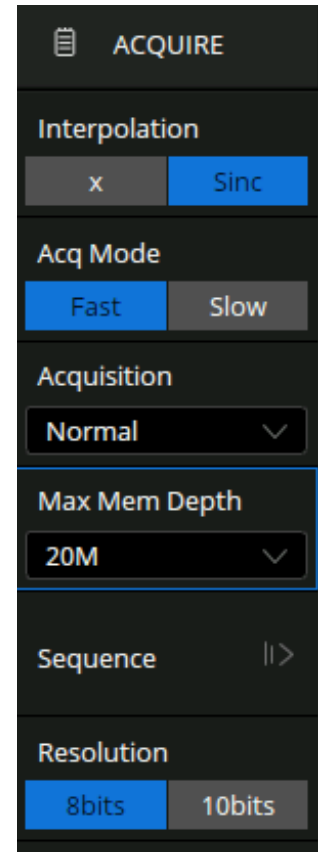 ACQUIRE
Interpolation
x Sinc
Acq Mode
Fast Slow
Acquisition
Normal
Max Mem Depth
20M
Sequence
Resolution
8bits 10bits